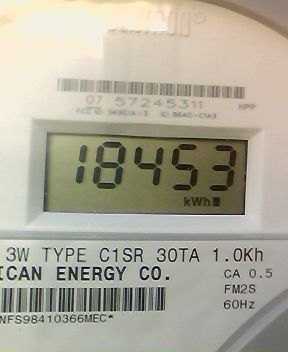 07 57245311 HPP
18453
kWh
3W TYPE C1SR 30TA 1.0Kh
ICAN ENERGY CO.
CA 0.5
FM2S
60Hz
NFS98410366MEC*